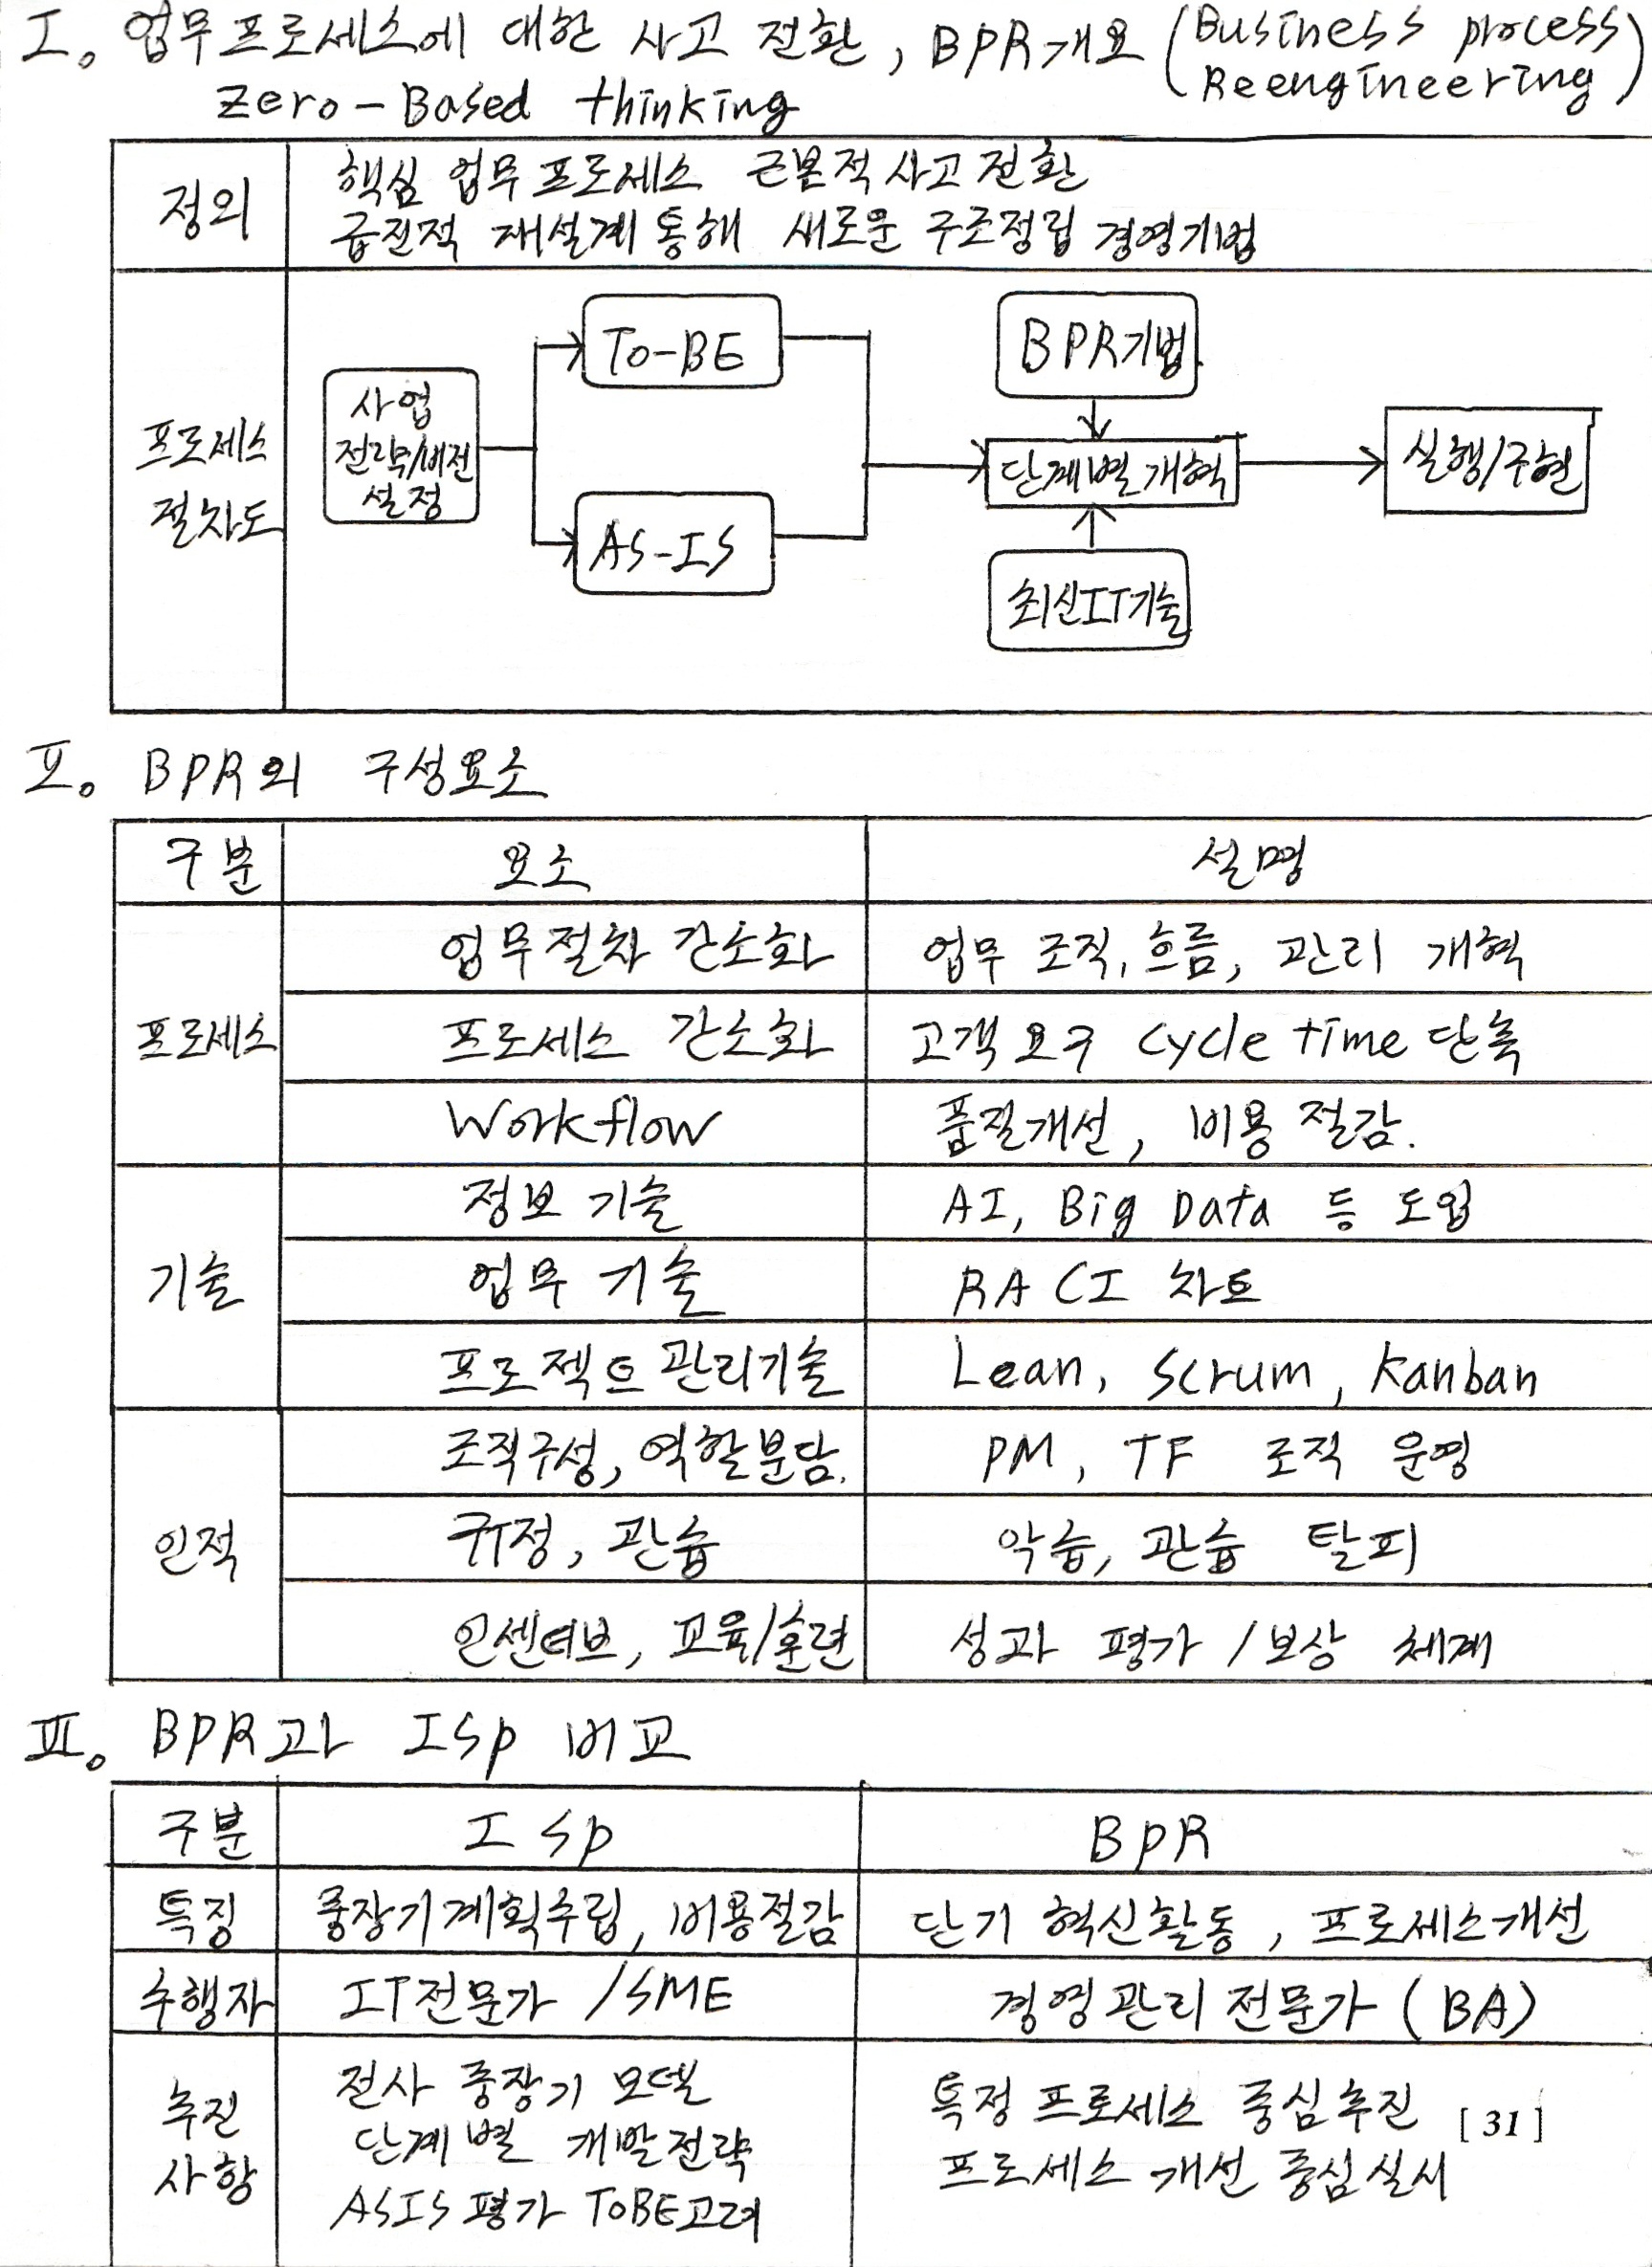 I。 업무프로세스에 대한 사고 전환, BPR개요 (Business process Reengineering)
Zero-Based thinking
정의
핵심 업무프로세스 근본적사고전환
급진적 재설계통해 새로운 구조정립 경영기법
프로세스
절차도
사업
전략/비전
설정
To-BE
AS-IS
BPR기법.
단계별개혁
최신IT기술
실행/구현
II。 BPR의 구성요소
구분 요소 설명
프로세스
업무절차 간소화 업무 조직, 흐름, 관리 개혁
프로세스 간소화 고객요구 cycle time단축
Workflow 품질개선, 비용절감.
기술
정보기술 AI, Big Data 등 도입
업무기술 RACI 차트
프로젝트관리기술 Lean, Scrum, Kanban
인적
조직구성, 역할분담. PM, TF 조직 운영
규정, 관습 악습, 관습 탈피
인센티브, 교육/훈련 성과 평가 /보상 체계
III。 BPR과 ISP 비교
구분 ISP BPR
특징 중장기계획수립, 비용절감 단기 혁신활동, 프로세스개선
수행자 IT전문가 /SME 경영관리전문가 (BA)
추진
사항
전사 중장기 모델
단계별 개발전략
ASIS평가 TOBE고려
특정 프로세스 중심추진
프로세스 개선 중심실시
[31]